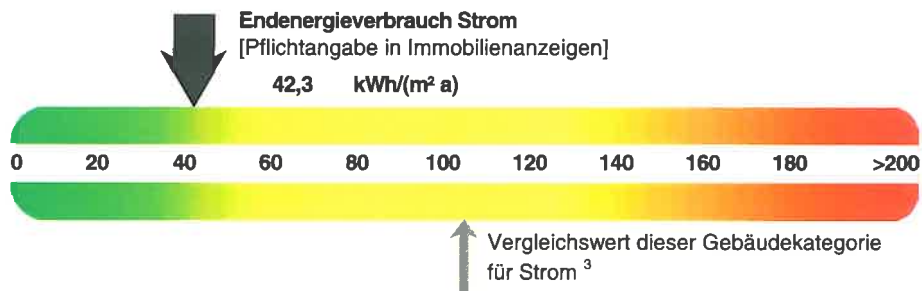 Endenergieverbrauch Strom
[Pflichtangabe in Immobilienanzeigen]
42,3 kWh/(m² a)
0 20 40 60 80 100 120 140 160 180 >200
Vergleichswert dieser Gebäudekategorie
für Strom ³